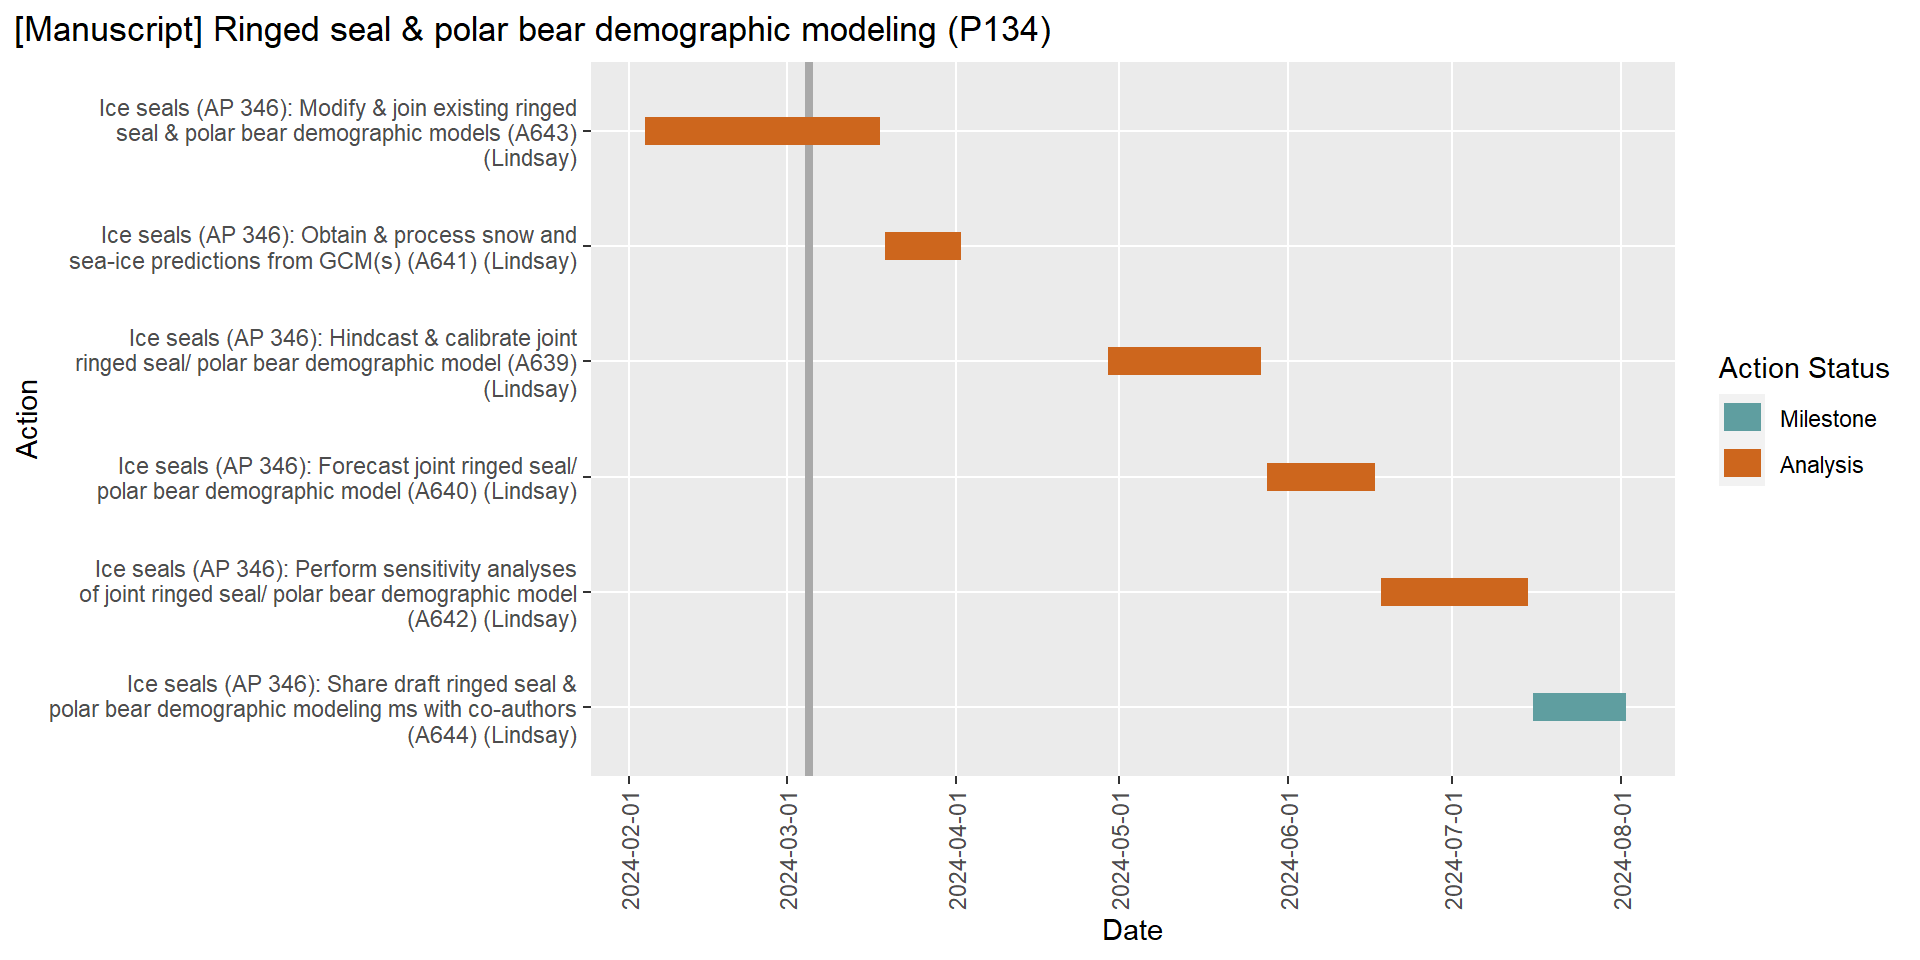 [Manuscript] Ringed seal & polar bear demographic modeling (P134)
Ice seals (AP 346): Modify & join existing ringed
seal & polar bear demographic models (A643)
(Lindsay)
Ice seals (AP 346): Obtain & process snow and
sea-ice predictions from GCM(s) (A641) (Lindsay)
Ice seals (AP 346): Hindcast & calibrate joint
ringed seal/ polar bear demographic model (A639)
(Lindsay)
Ice seals (AP 346): Forecast joint ringed seal/
polar bear demographic model (A640) (Lindsay)
Ice seals (AP 346): Perform sensitivity analyses
of joint ringed seal/ polar bear demographic model
(A642) (Lindsay)
Ice seals (AP 346): Share draft ringed seal &
polar bear demographic modeling ms with co-authors
(A644) (Lindsay)
Action
2024-02-01
2024-03-01
2024-04-01
2024-05-01
2024-06-01
2024-07-01
2024-08-01
Date
Action Status
Milestone
Analysis